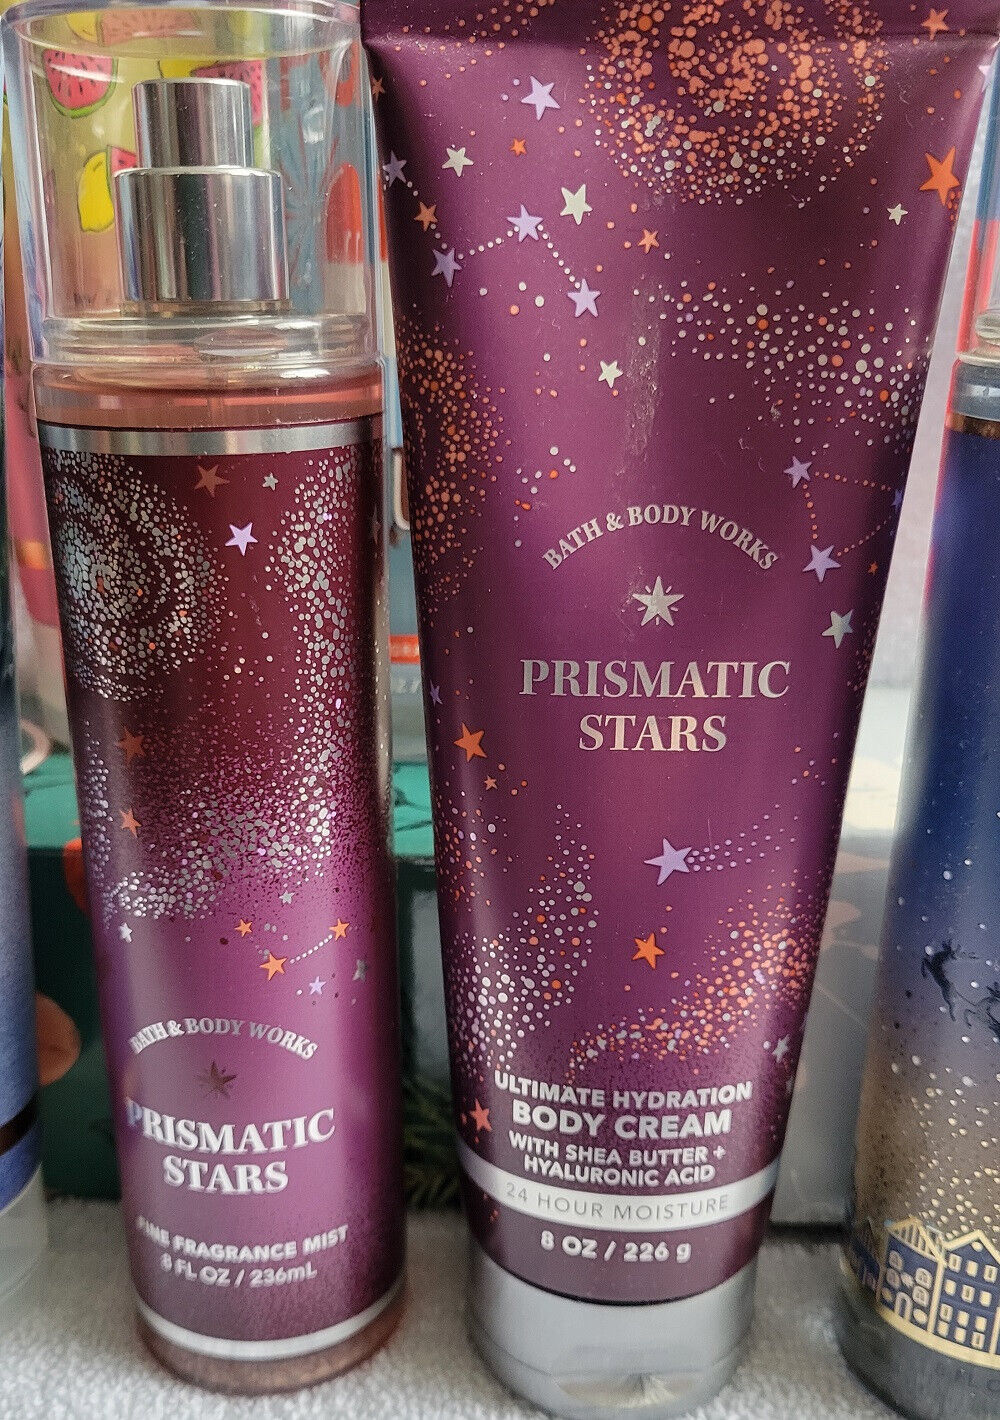 BATH & BODY WORKS
PRISMATIC
STARS
FINE FRAGRANCE MIST
8 FL OZ / 236mL
BATH & BODY WORKS
PRISMATIC
STARS
ULTIMATE HYDRATION
BODY CREAM
WITH SHEA BUTTER +
HYALURONIC ACID
24 HOUR MOISTURE
8 OZ / 226 g